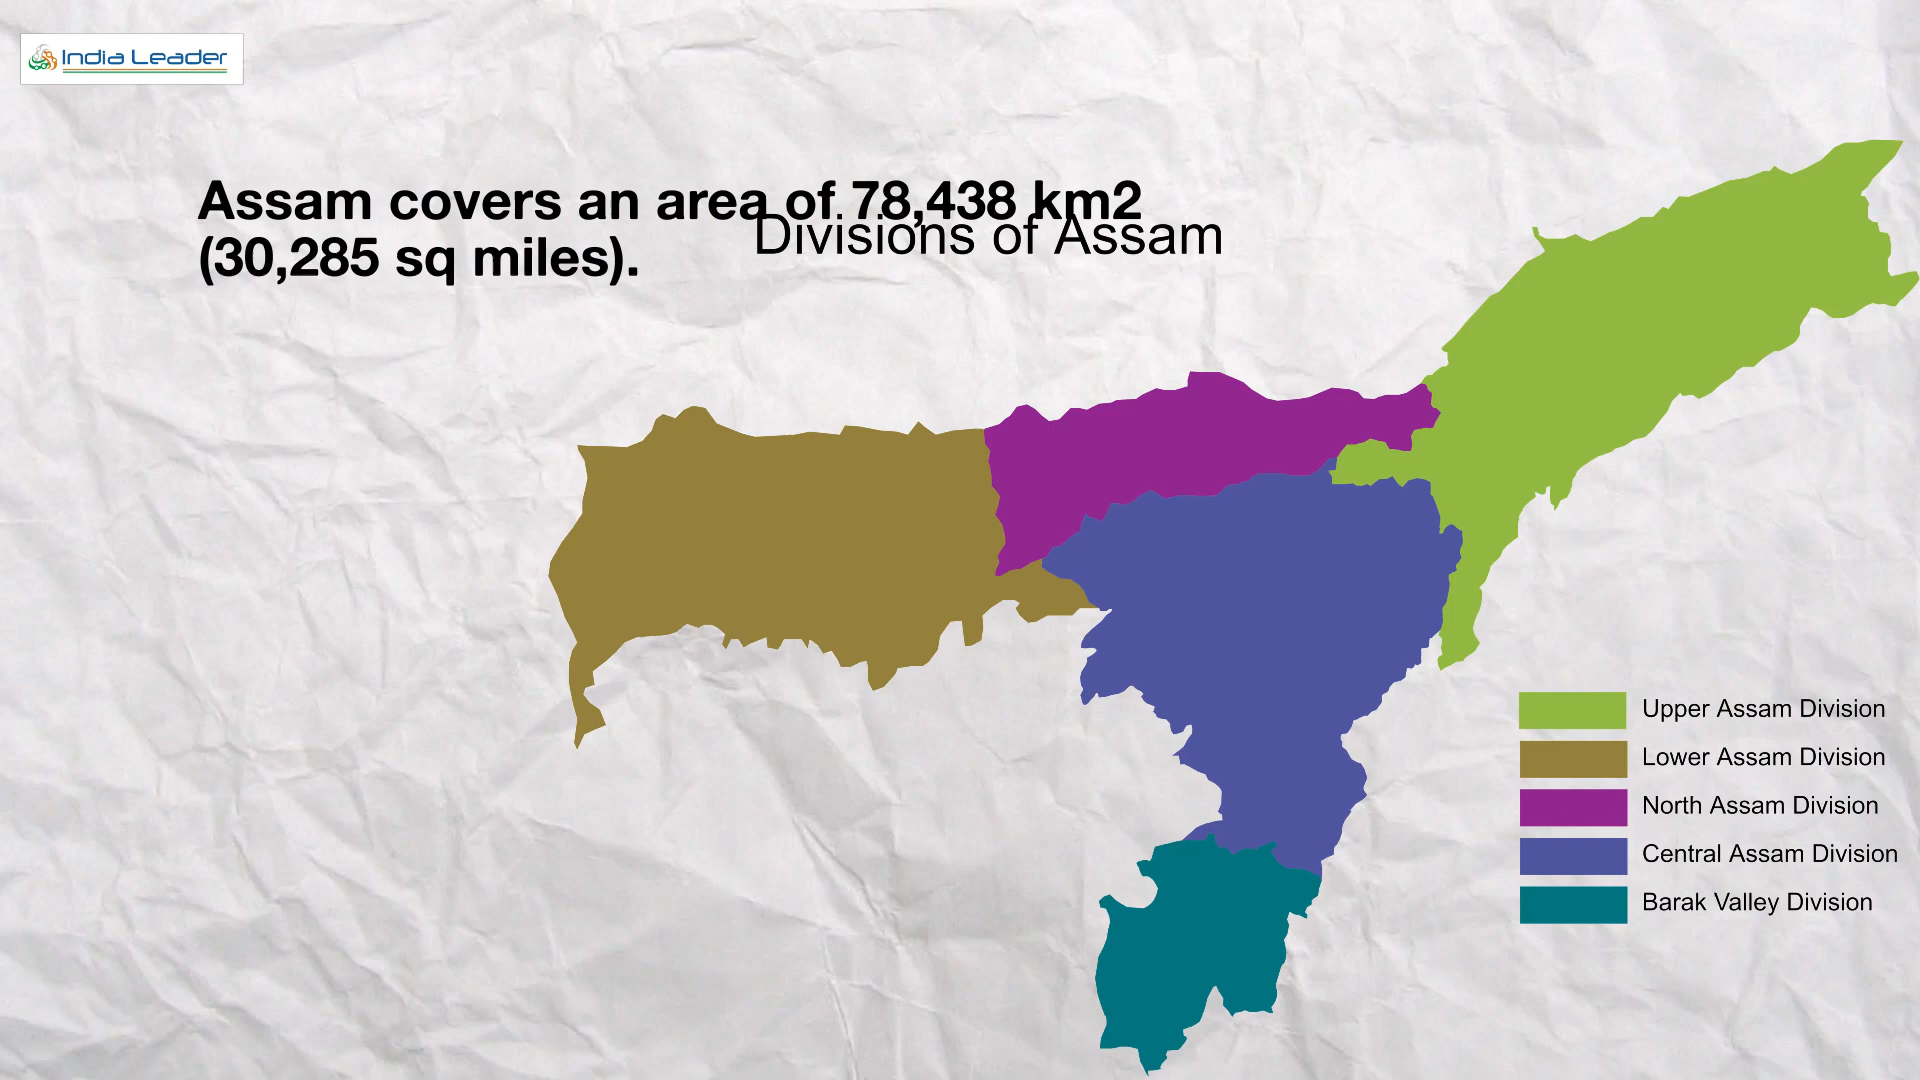 India Leader
Assam covers an area of 78,438 km2
(30,285 sq miles).
Divisions of Assam
Upper Assam Division
Lower Assam Division
North Assam Division
Central Assam Division
Barak Valley Division